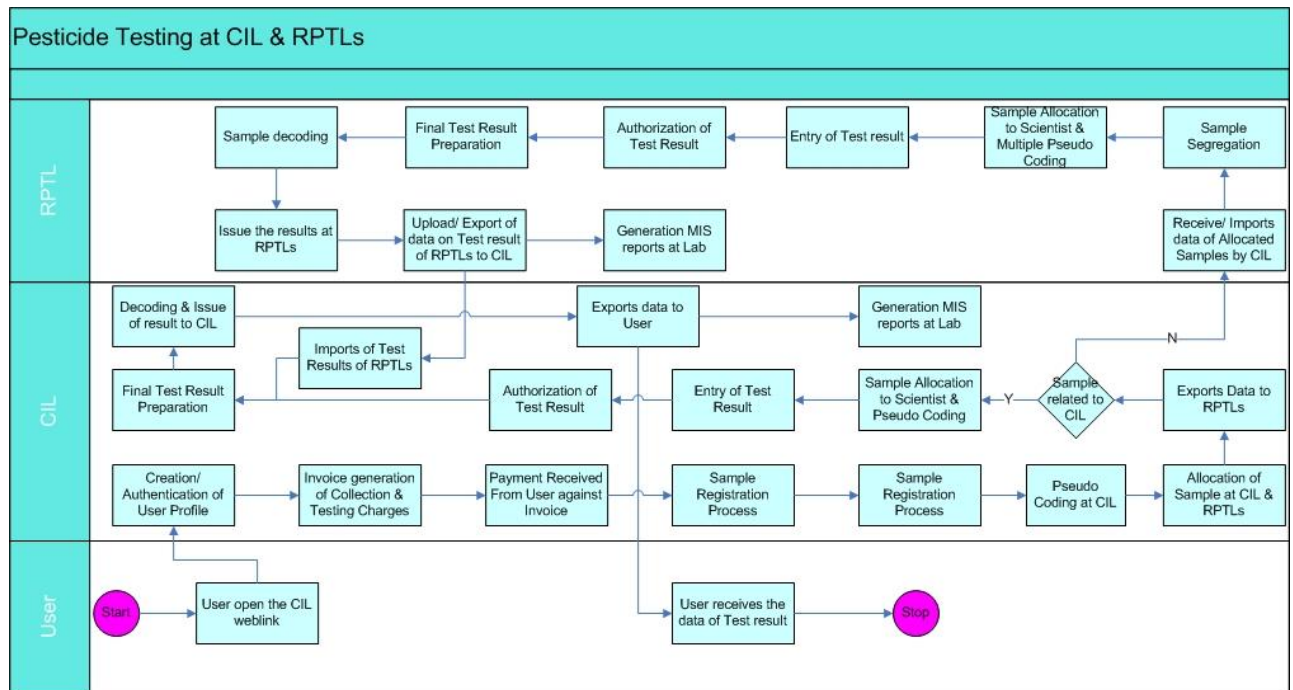 Pesticide Testing at CIL & RPTLs
RPTL
Sample decoding
Final Test Result
Preparation
Authorization of
Test Result
Entry of Test result
Sample Allocation
to Scientist &
Multiple Pseudo
Coding
Sample
Segregation
Issue the results at
RPTLs
Upload/ Export of
data on Test result
of RPTLs to CIL
Generation MIS
reports at Lab
Receive/ Imports
data of Allocated
Samples by CIL
CIL
Decoding & Issue
of result to CIL
Exports data to
User
Generation MIS
reports at Lab
N
Imports of Test
Results of RPTLs
Final Test Result
Preparation
Authorization of
Test Result
Entry of Test
Result
Sample Allocation
to Scientist &
Pseudo Coding
Y
Sample
related to
CIL
Exports Data to
RPTLs
Creation/
Authentication of
User Profile
Invoice generation
of Collection &
Testing Charges
Payment Received
From User against
Invoice
Sample
Registration
Process
Sample
Registration
Process
Pseudo
Coding at CIL
Allocation of
Sample at CIL &
RPTLs
User
Start
User open the CIL
weblink
User receives the
data of Test result
Stop